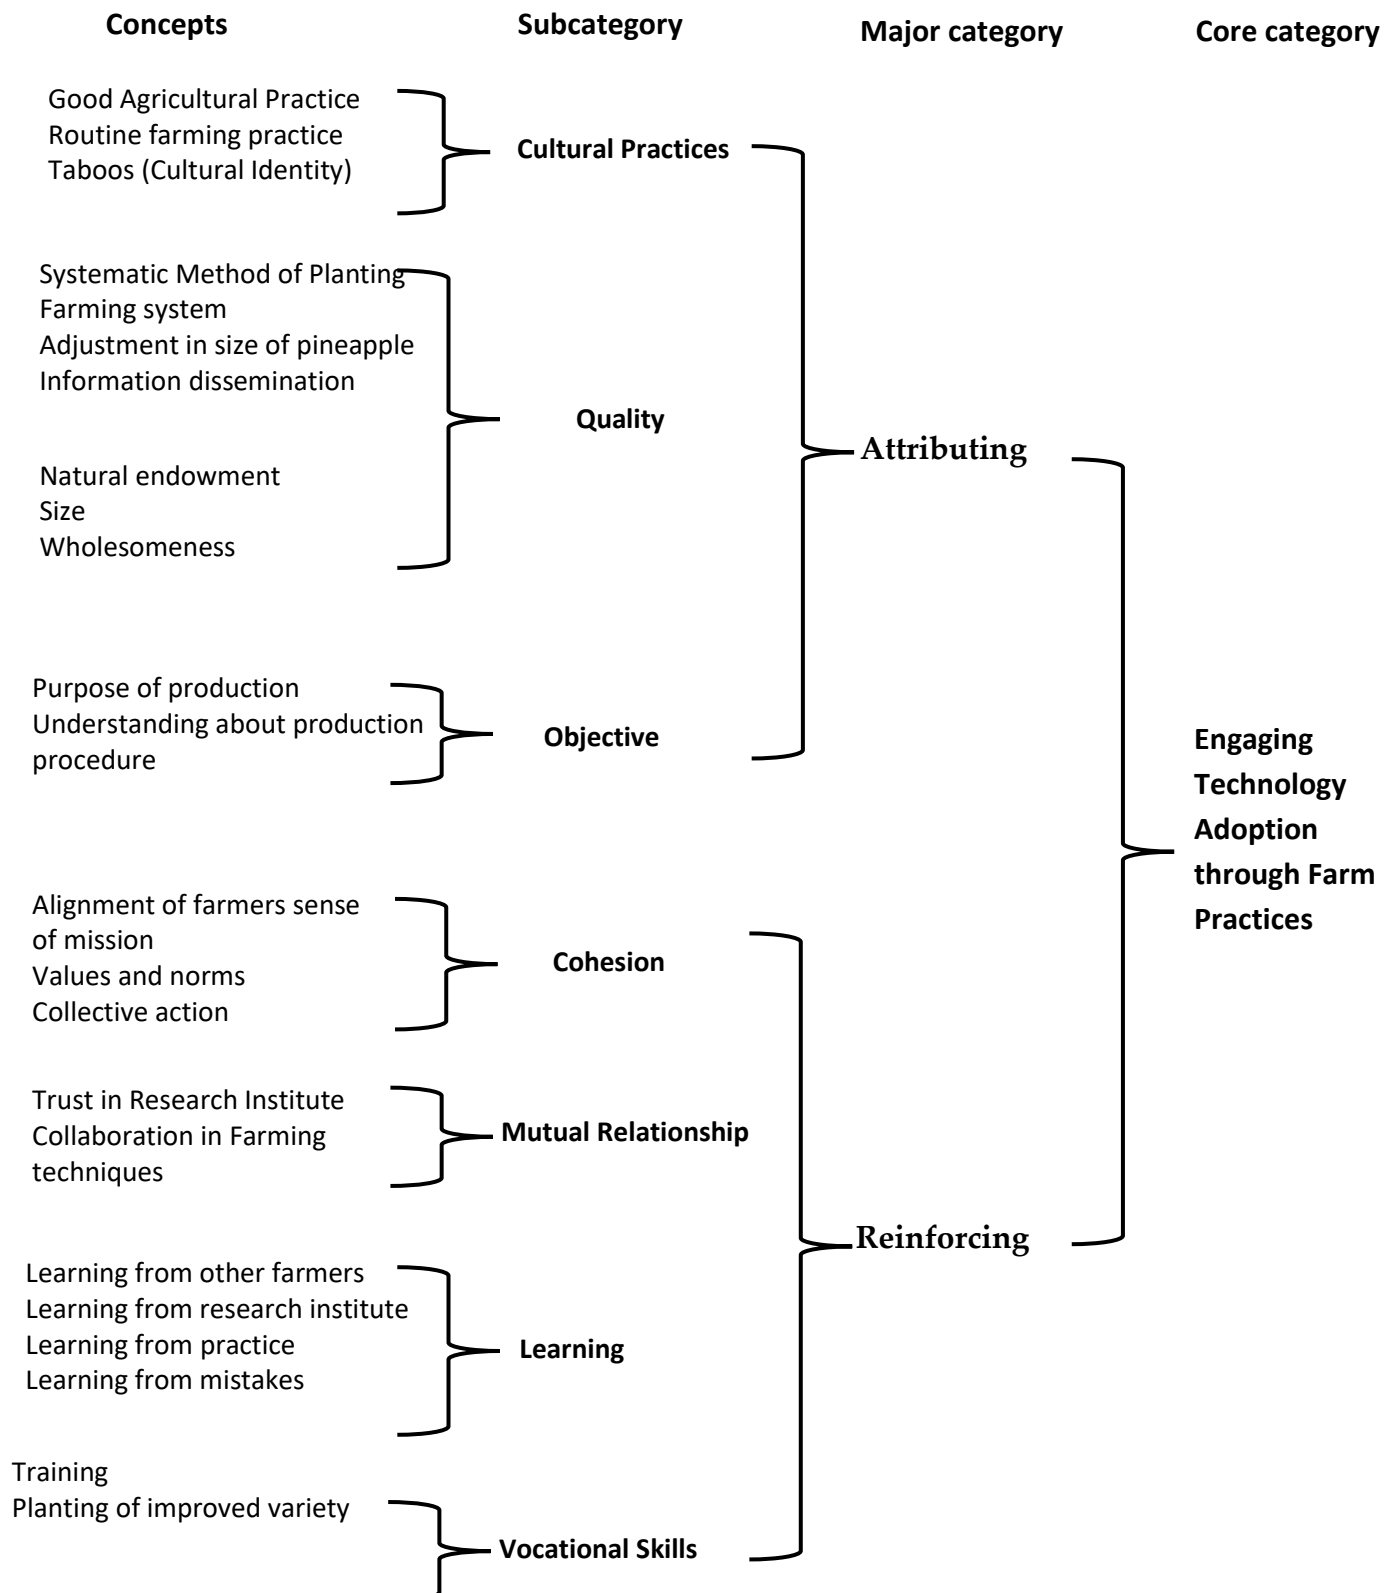 Concepts
Subcategory
Major category
Core category
Good Agricultural Practice
Routine farming practice
Taboos (Cultural Identity)
Cultural Practices
Systematic Method of Planting
Farming system
Adjustment in size of pineapple
Information dissemination
Natural endowment
Size
Wholesomeness
Quality
Attributing
Purpose of production
Understanding about production
procedure
Objective
Engaging
Technology
Adoption
through Farm
Practices
Alignment of farmers sense
of mission
Values and norms
Collective action
Cohesion
Trust in Research Institute
Collaboration in Farming
techniques
Mutual Relationship
Reinforcing
Learning from other farmers
Learning from research institute
Learning from practice
Learning from mistakes
Learning
Training
Planting of improved variety
Vocational Skills